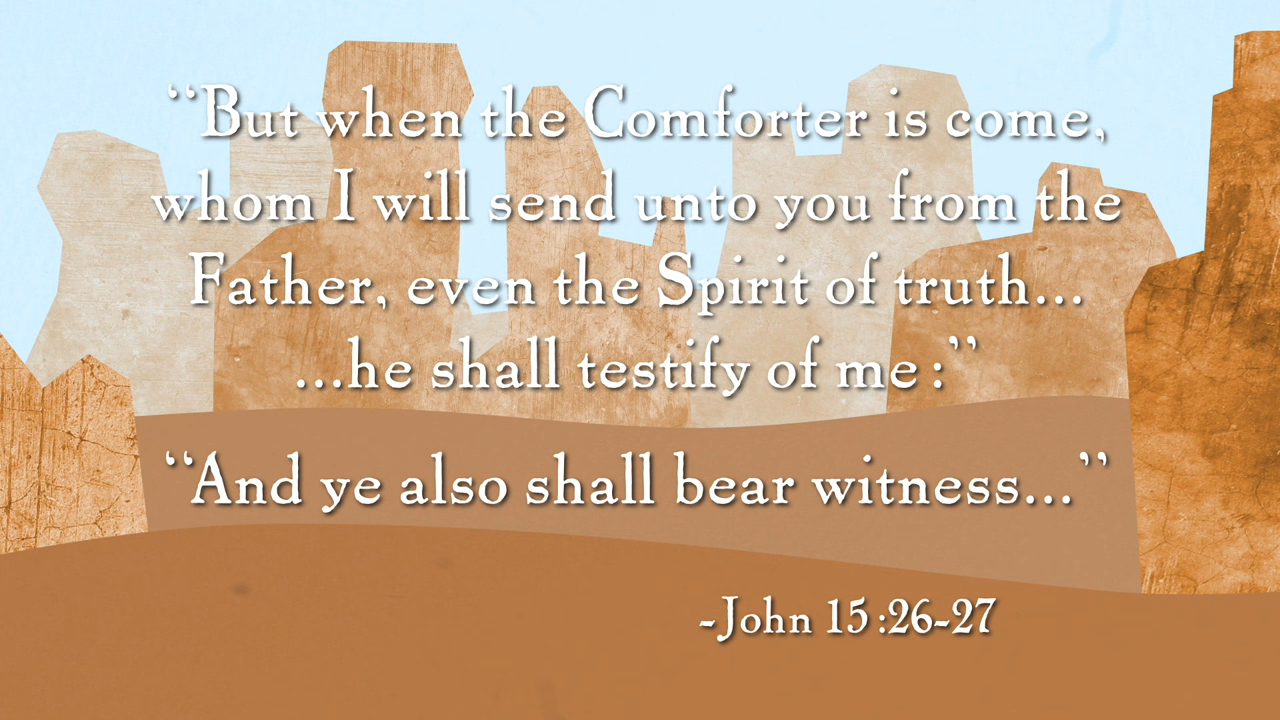 “But when the Comforter is come,
whom I will send unto you from the
Father, even the Spirit of truth...
...he shall testify of me:”
“And ye also shall bear witness...”
-John 15:26-27